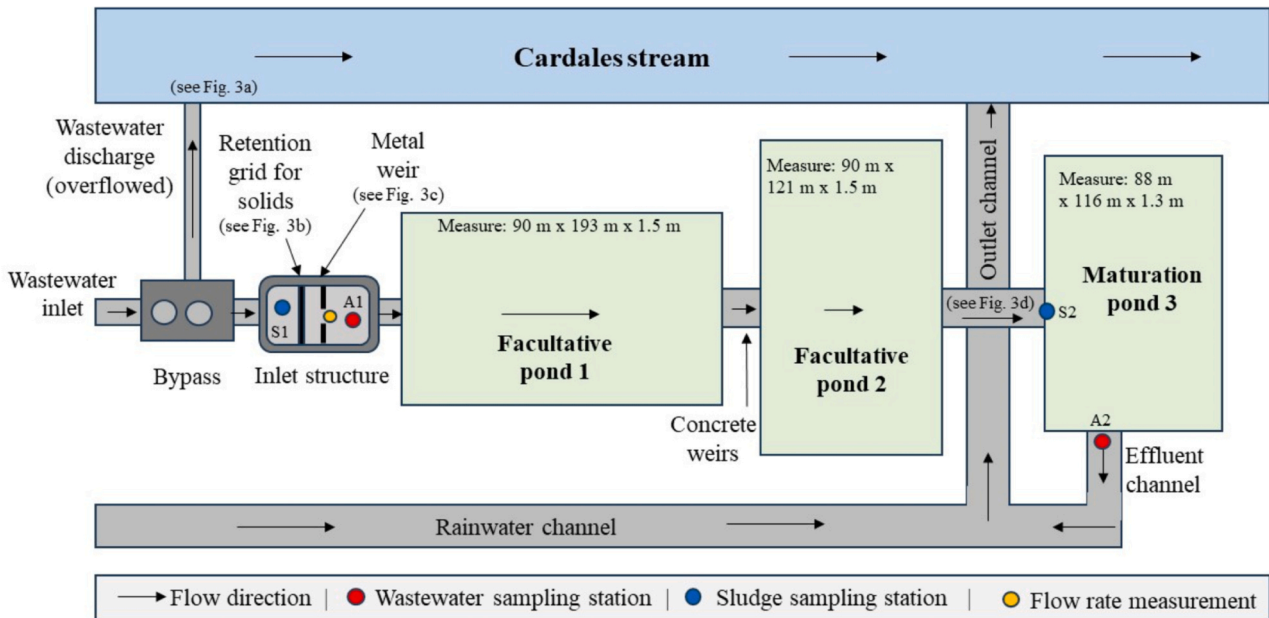 Cardales stream
(see Fig. 3a)
Wastewater
discharge
(overflowed)
Retention
grid for
solids
(see Fig. 3b)
Metal
weir
(see Fig. 3c)
Measure: 90 m x 193 m x 1.5 m
Measure: 90 m x
121 m x 1.5 m
Outlet channel
Measure: 88 m
x 116 m x 1.3 m
Wastewater
inlet
S1
A1
Bypass
Inlet structure
Facultative
pond 1
Concrete
weirs
Facultative
pond 2
(see Fig. 3d)
S2
Maturation
pond 3
A2
Effluent
channel
Rainwater channel
Flow direction | Wastewater sampling station | Sludge sampling station | Flow rate measurement